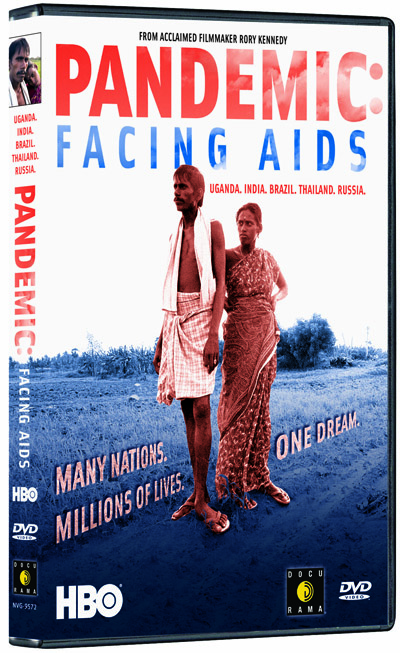 FROM ACCLAIMED FILMMAKER RORY KENNEDY
PANDEMIC:
FACING AIDS
UGANDA. INDIA. BRAZIL. THAILAND. RUSSIA.
MANY NATIONS.
MILLIONS OF LIVES.
ONE DREAM.
HBO®
DOCU
RAMA
DVD
VIDEO
UGANDA.
INDIA.
BRAZIL.
THAILAND.
RUSSIA.
PANDEMIC:
FACING AIDS
HBO
DVD
VIDEO
DOCU
RAMA
NVG-9572